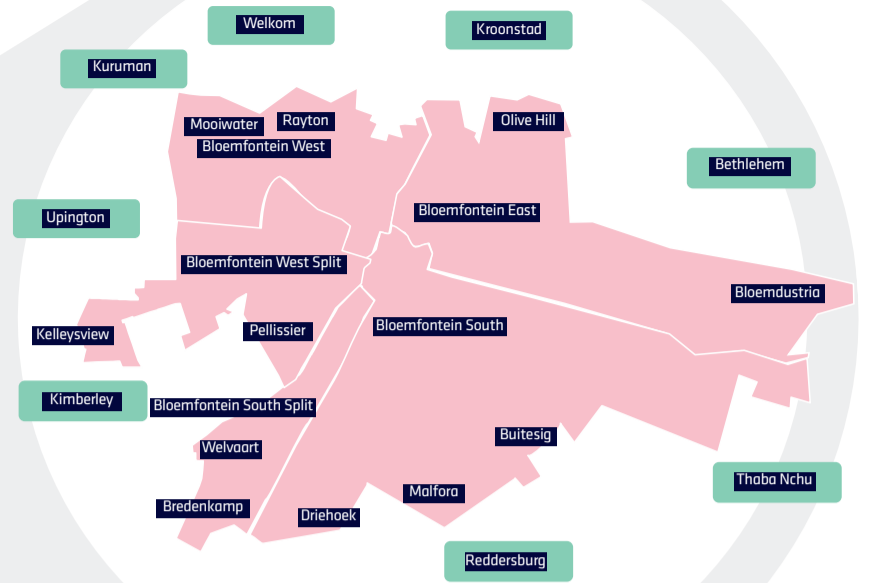 Welkom
Kroonstad
Kuruman
Mooiwater
Rayton
Olive Hill
Bloemfontein West
Bethlehem
Upington
Bloemfontein East
Bloemfontein West Split
Bloemdustria
Kelleysview
Pellissier
Bloemfontein South
Kimberley
Bloemfontein South Split
Buitesig
Welvaart
Thaba Nchu
Malfora
Bredenkamp
Driehoek
Reddersburg